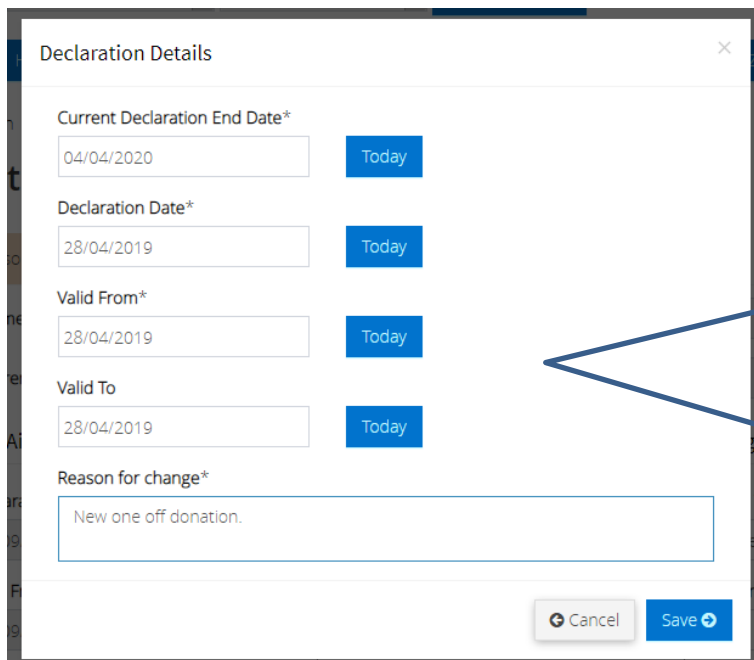 Declaration Details
Current Declaration End Date*
04/04/2020
Today
Declaration Date*
28/04/2019
Today
Valid From*
28/04/2019
Today
Valid To
28/04/2019
Today
Reason for change*
New one off donation.
Cancel
Save